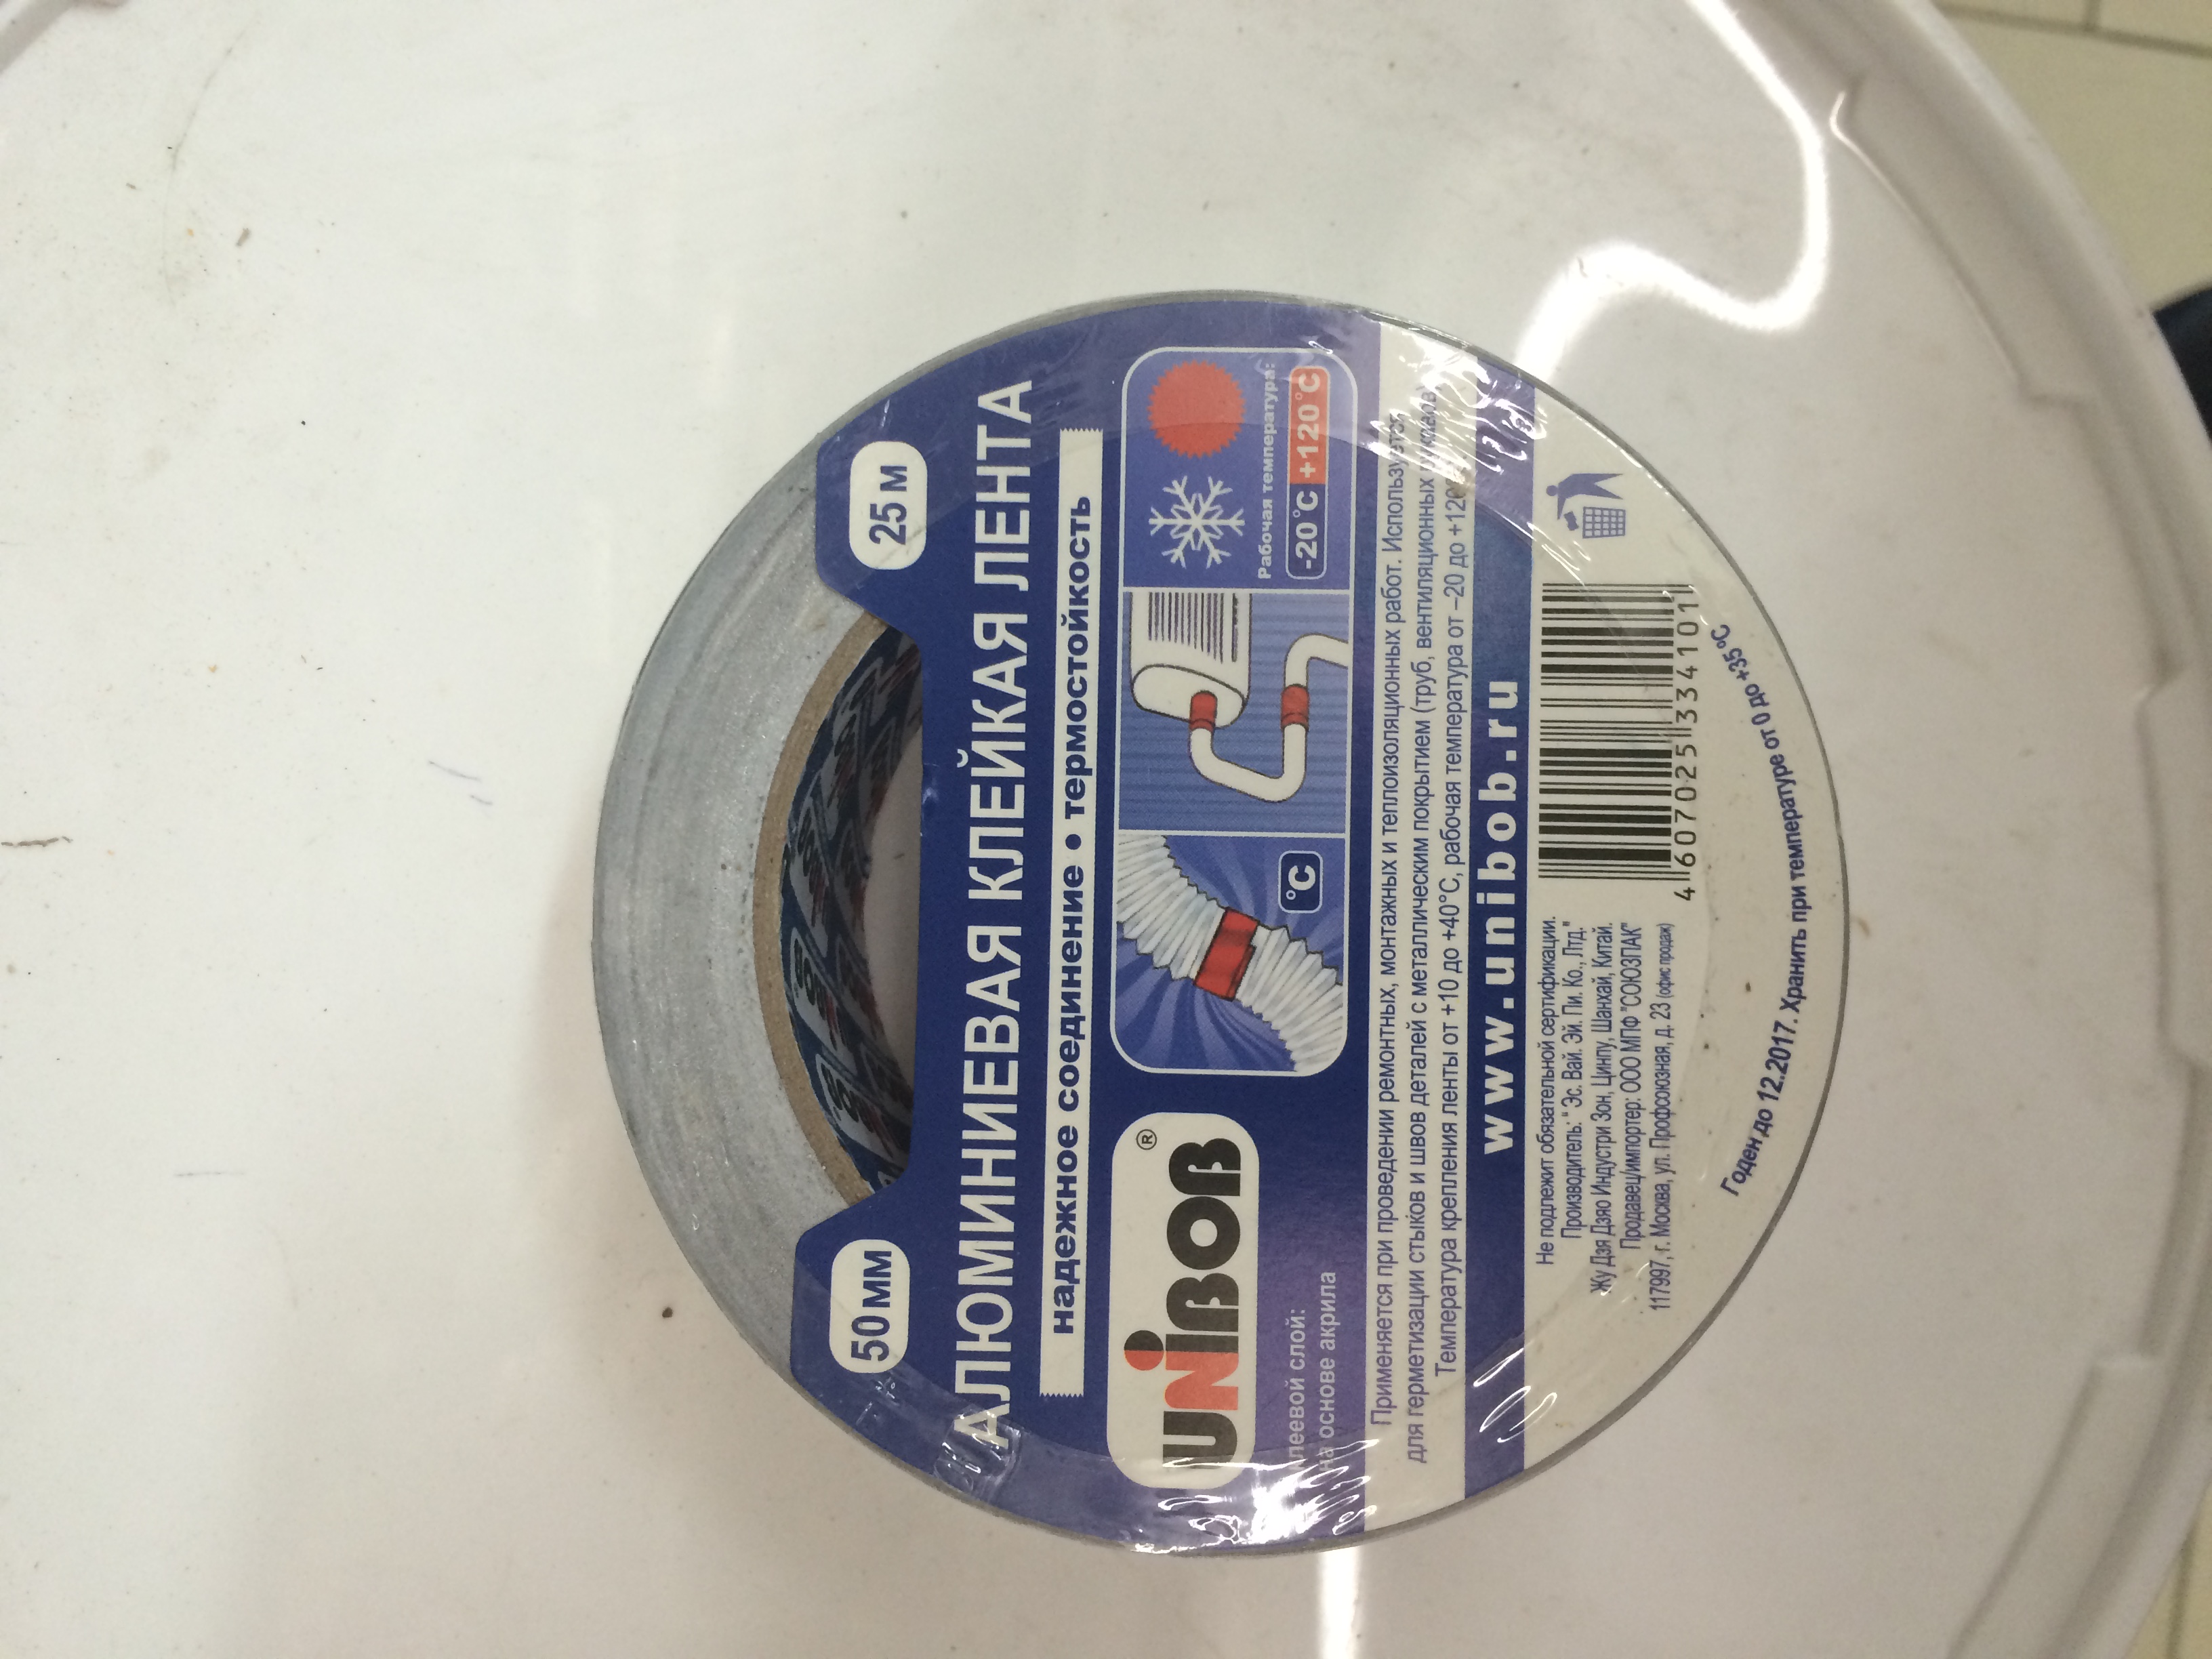 50 мм
25 м
АЛЮМИНИЕВАЯ КЛЕЙКАЯ ЛЕНТА
надежное соединение • термостойкость
UNIBOB®
леевой слой:
на основе акрила
°C
Рабочая температура:
-20°C +120°C
Применяется при проведении ремонтных, монтажных и теплоизоляционных работ. Используется
для герметизации стыков и швов деталей с металлическим покрытием (труб, вентиляционных
Температура крепления ленты от +10 до +40°C, рабочая температура от –20 до +120
www.unibob.ru
Не подлежит обязательной сертификации.
Производитель:" Эс. Вай. Эй. Пи. Ко., Лтд."
Жу Дзя Дзяо Индустри Зон, Цинпу, Шанхай, Китай.
Продавец/импортер: ООО МПФ "СОЮЗПАК"
117997, г. Москва, ул. Профсоюзная, д. 23 (офис продаж)
4 607025 334101
Годен до 12.2017. Хранить при температуре от 0 до +35 °C